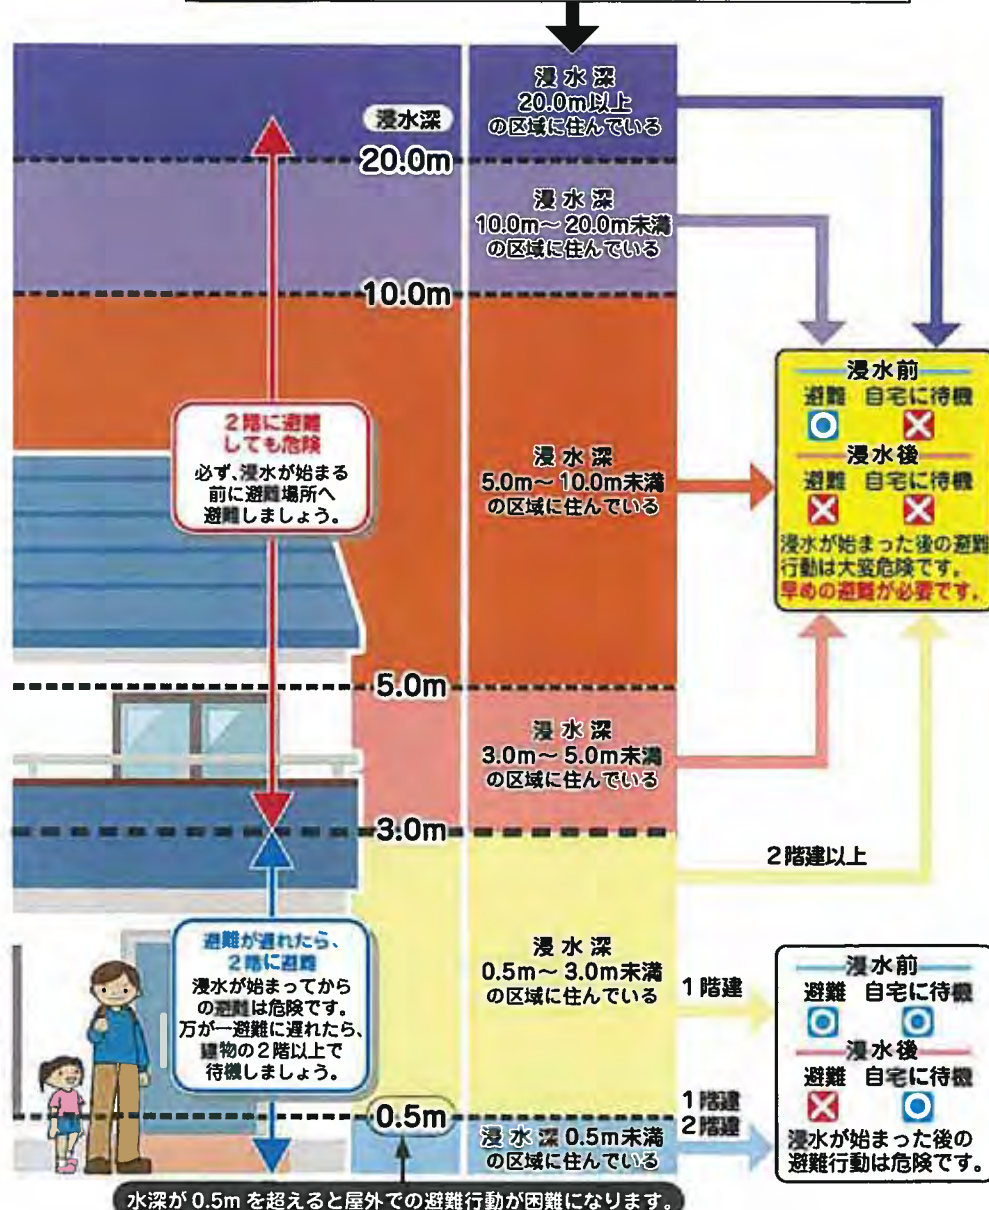 浸水深
20.0m
10.0m
5.0m
3.0m
0.5m
浸水深
20.0m以上
の区域に住んでいる
浸水深
10.0m～20.0m未満
の区域に住んでいる
浸水深
5.0m～10.0m未満
の区域に住んでいる
浸水深
3.0m～5.0m未満
の区域に住んでいる
浸水深
0.5m～3.0m未満
の区域に住んでいる
浸水深 0.5m未満
の区域に住んでいる
2階に避難
しても危険
必ず、浸水が始まる
前に避難場所へ
避難しましょう。
避難が遅れたら、
2階に避難
浸水が始まってから
の避難は危険です。
万が一避難に遅れたら、
建物の2階以上で
待機しましょう。
浸水前
避難 自宅に待機
浸水後
避難 自宅に待機
浸水が始まった後の避難
行動は大変危険です。
早めの避難が必要です。
2階建以上
1階建
1階建
2階建
浸水前
避難 自宅に待機
浸水後
避難 自宅に待機
浸水が始まった後の
避難行動は危険です。
水深が0.5mを超えると屋外での避難行動が困難になります。